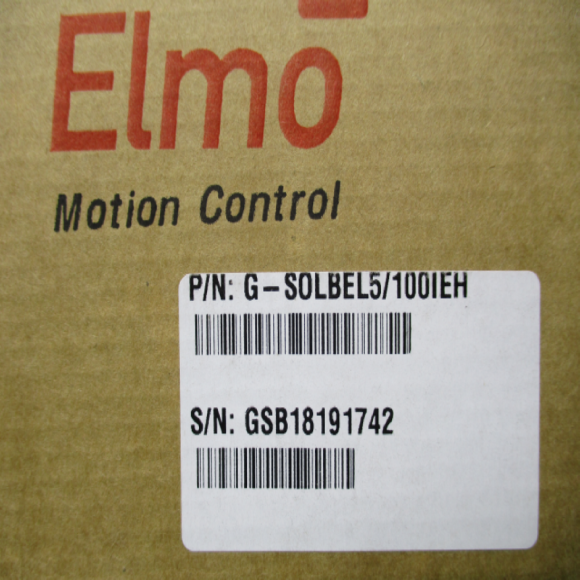 Elmo
Motion Control
P/N: G-SOLBEL5/100IEH
S/N: GSB18191742